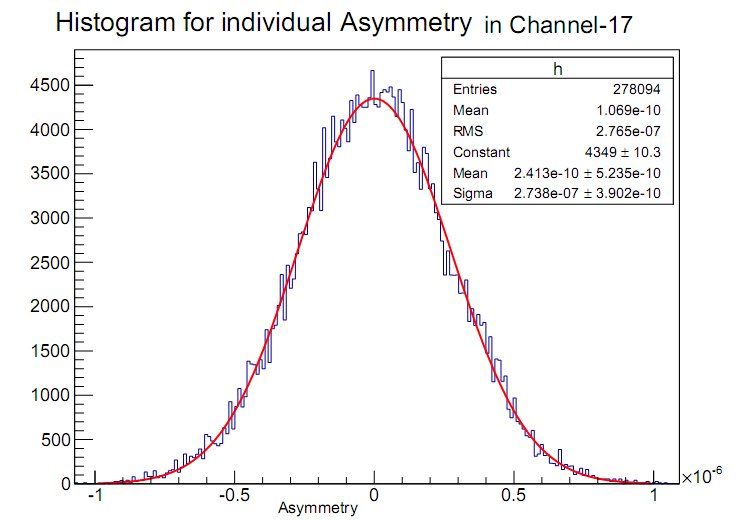 Histogram for individual Asymmetry in Channel-17
h
Entries 278094
Mean 1.069e-10
RMS 2.765e-07
Constant 4349 ± 10.3
Mean 2.413e-10 ± 5.235e-10
Sigma 2.738e-07 ± 3.902e-10
4500
4000
3500
3000
2500
2000
1500
1000
500
0
-1 -0.5 0 0.5 1 ×10^-6
Asymmetry